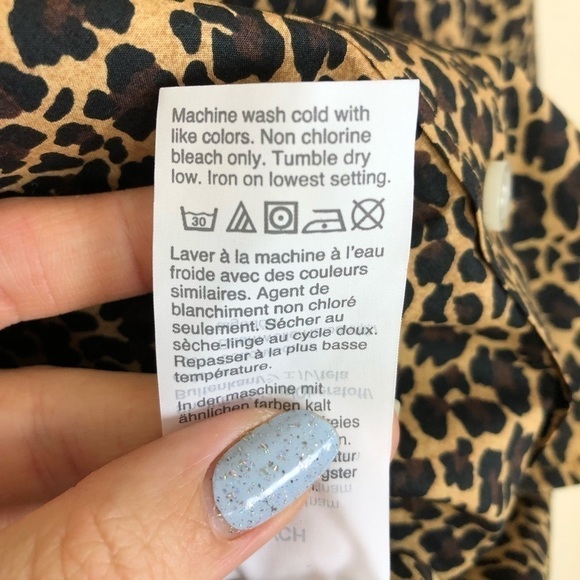 Machine wash cold with
like colors. Non chlorine
bleach only. Tumble dry
low. Iron on lowest setting.
30
Laver à la machine à l'eau
froide avec des couleurs
similaires. Agent de
blanchiment non chloré
seulement. Sécher au
sèche-linge au cycle doux.
Repasser à la plus basse
température.
In der maschine mit
ähnlichen farben kalt